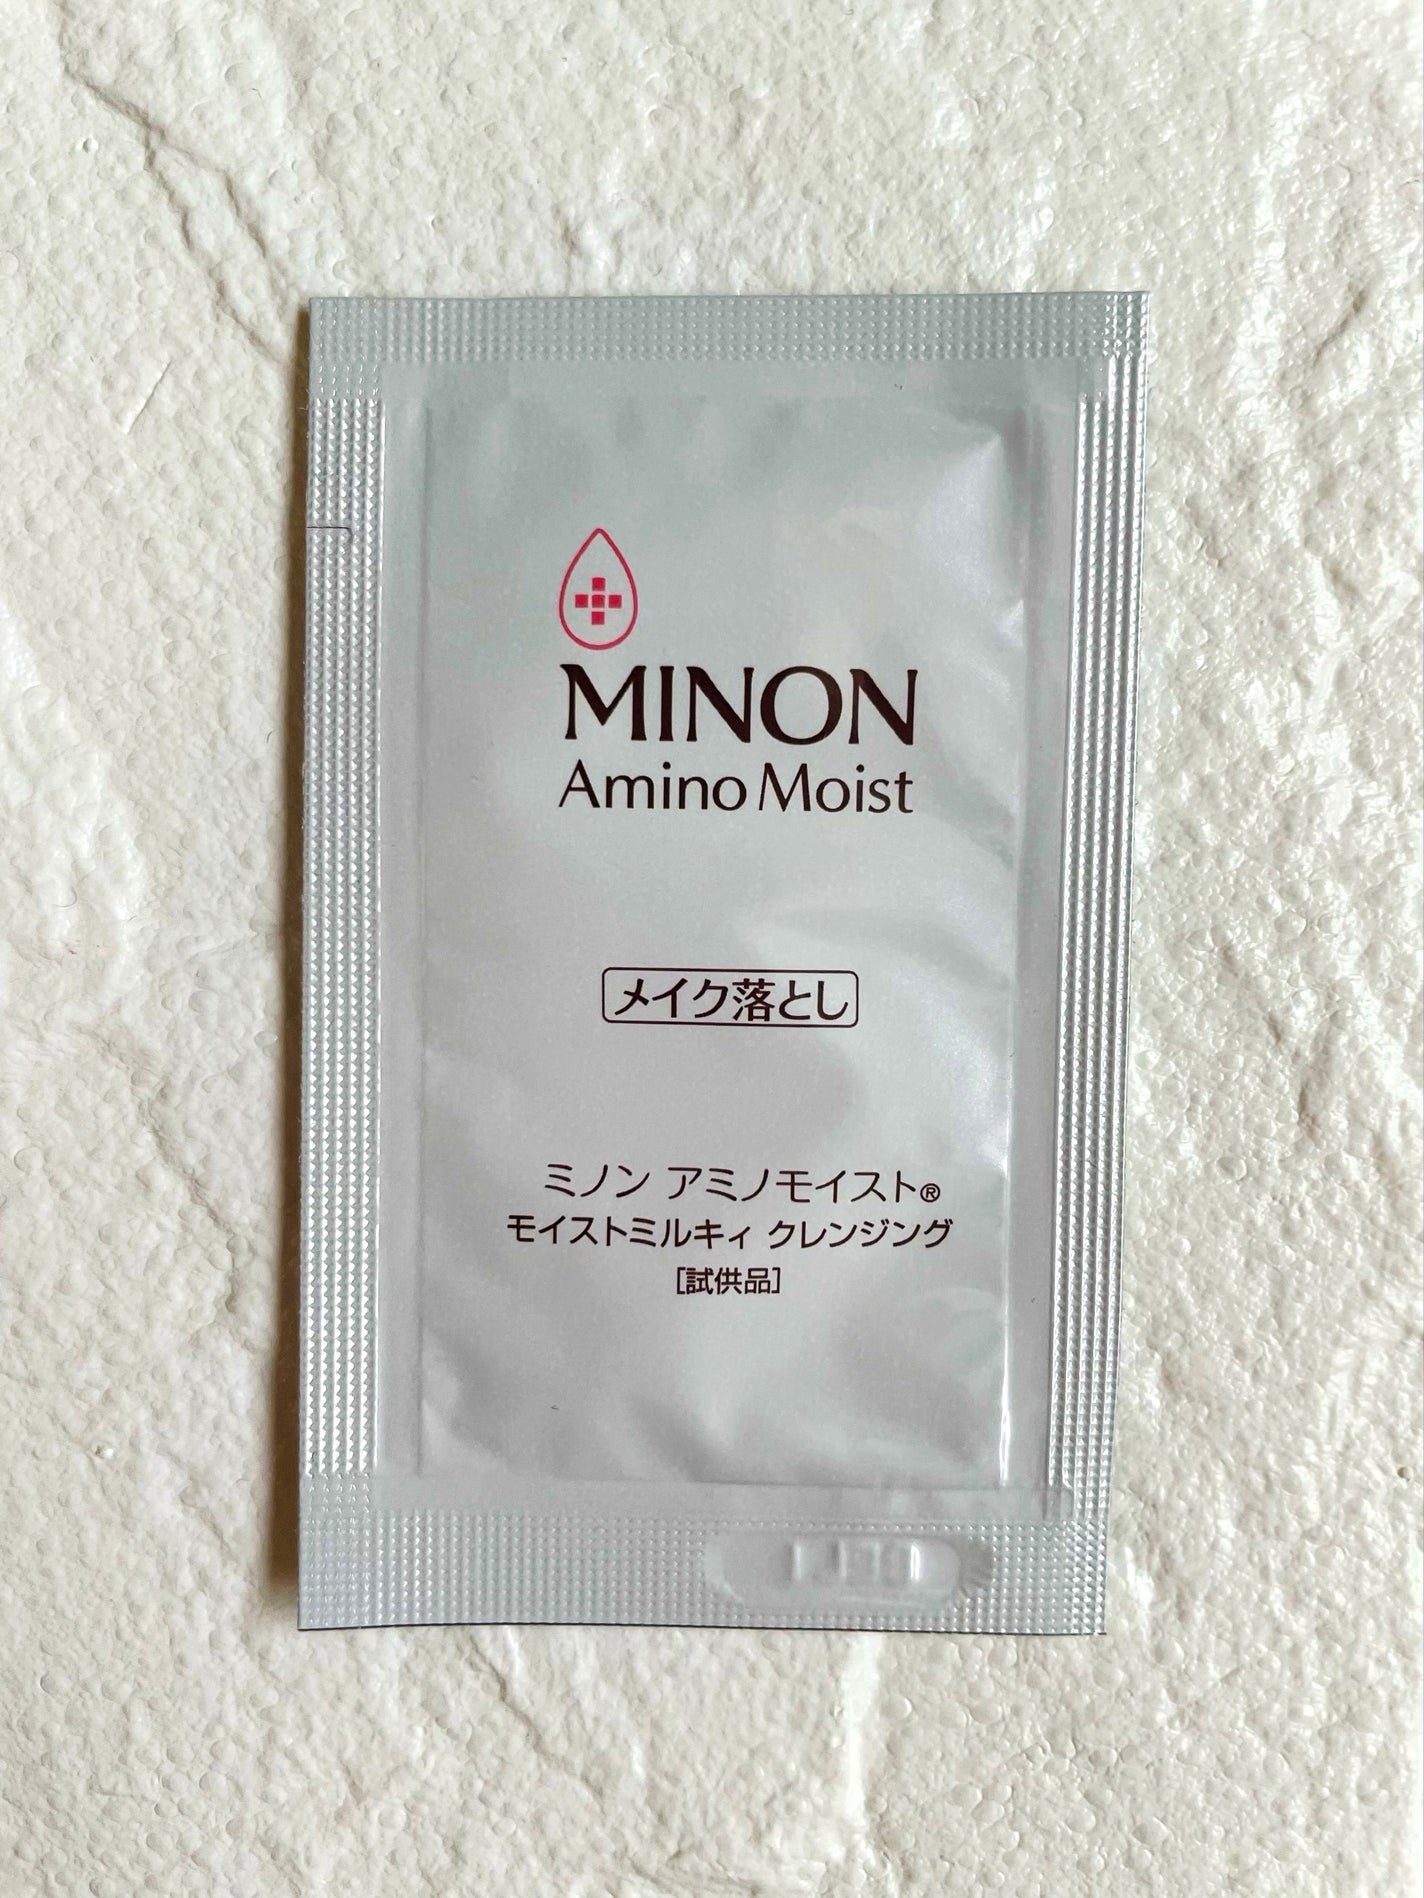 MINON
Amino Moist
メイク落とし
ミノン アミノモイスト®
モイストミルキィ クレンジング
[試供品]